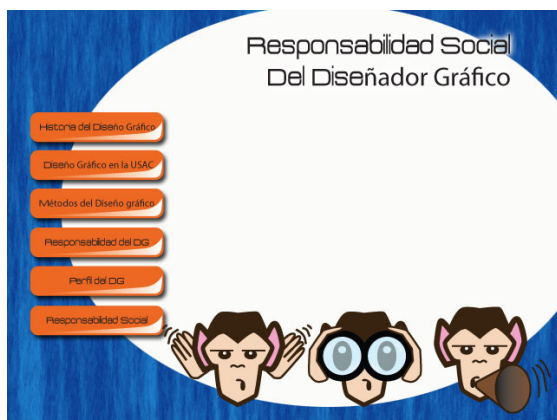 Responsabilidad Social
Del Diseñador Gráfico
Historia del Diseño Gráfico
Diseño Gráfico en la USAC
Métodos del Diseño gráfico
Responsabilidad del DG
Perfil del DG
Responsabilidad Social